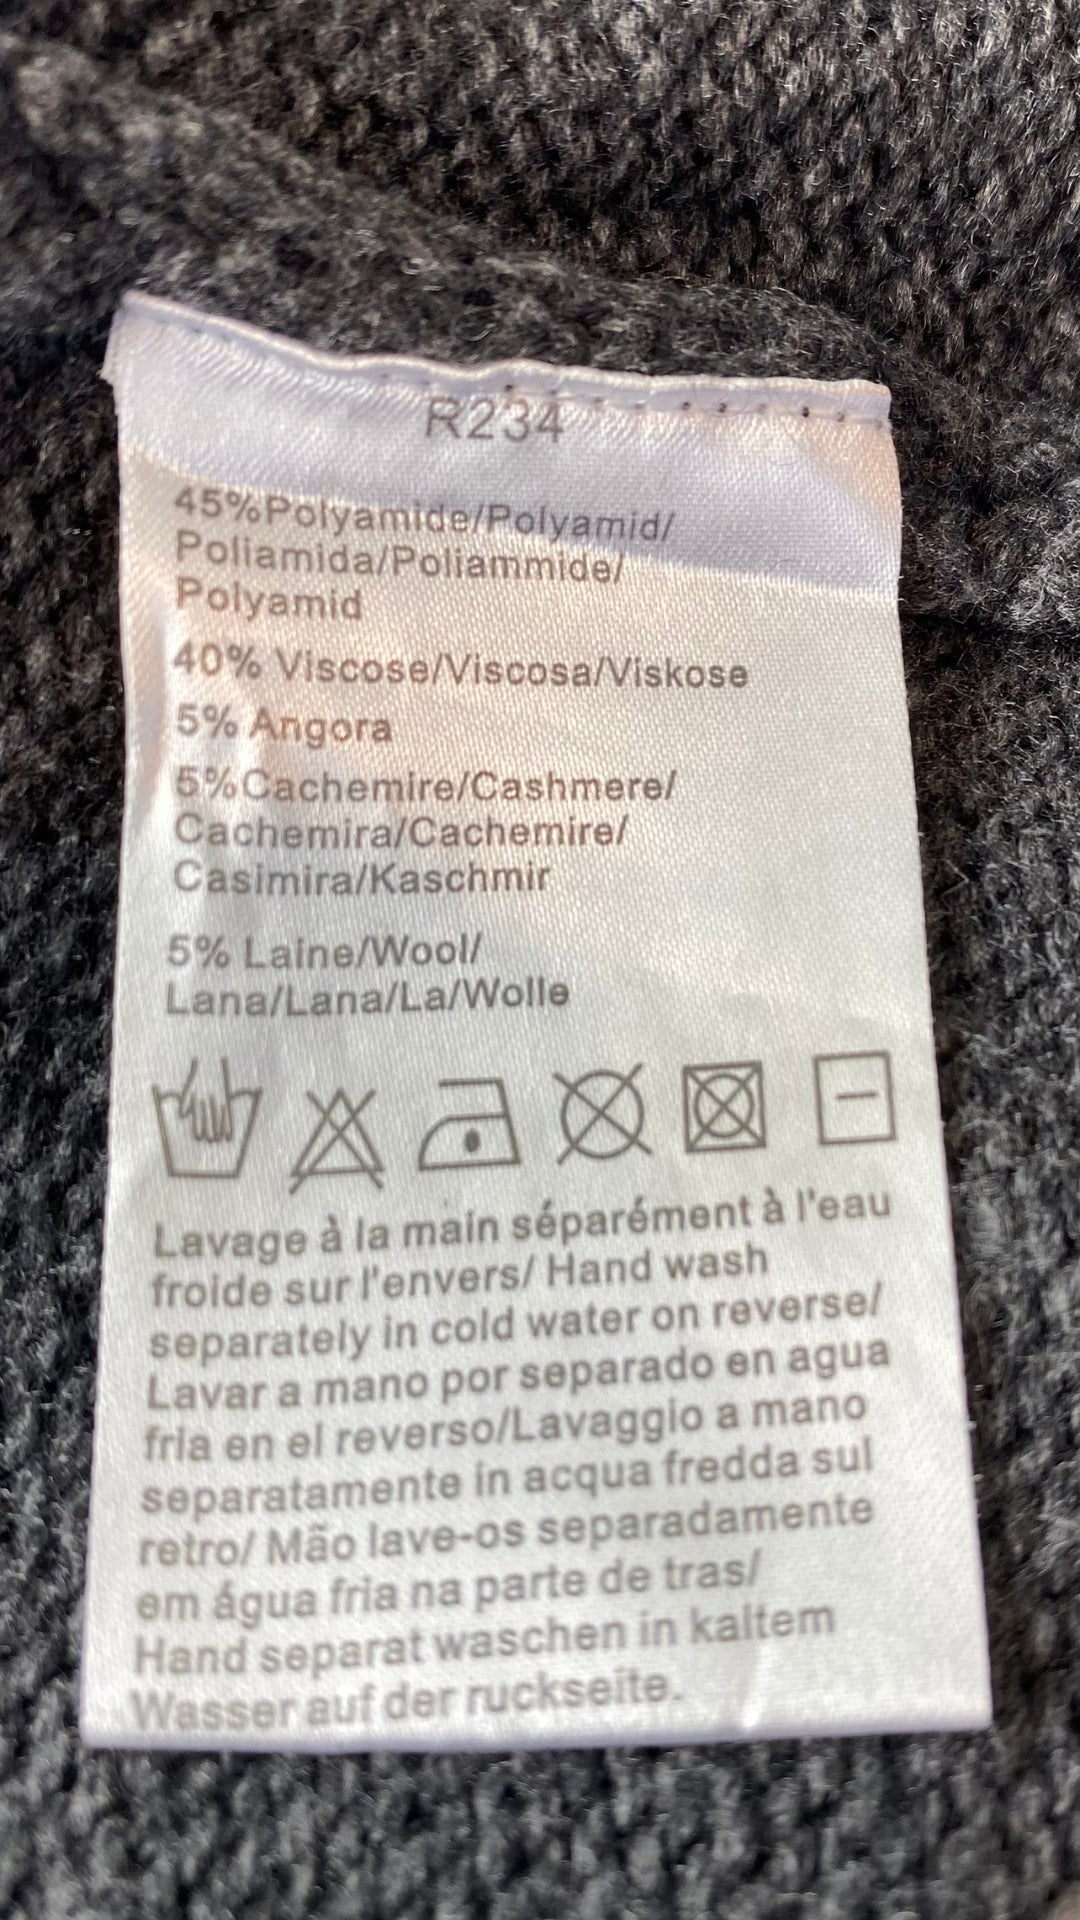 R234
45%Polyamide/Polyamid/
Poliamida/Poliammide/
Polyamid
40% Viscose/Viscosa/Viskose
5% Angora
5%Cachemire/Cashmere/
Cachemira/Cachemire/
Casimira/Kaschmir
5% Laine/Wool/
Lana/Lana/La/Wolle
Lavage à la main séparément à l'eau
froide sur l'envers/ Hand wash
separately in cold water on reverse/
Lavar a mano por separado en agua
fria en el reverso/Lavaggio a mano
separatamente in acqua fredda sul
retro/ Mão lave-os separadamente
em água fria na parte de tras/
Hand separat waschen in kaltem
Wasser auf der ruckseite.